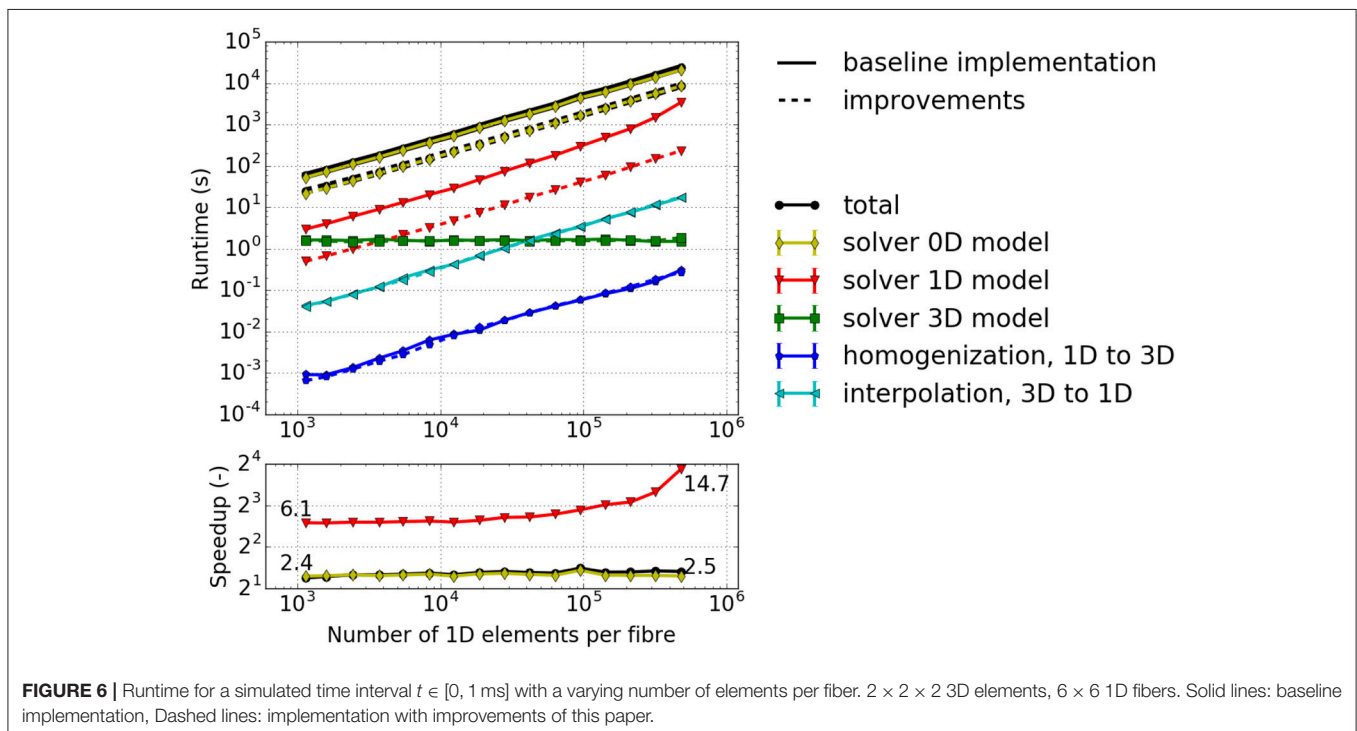 10^5
10^4
10^3
10^2
10^1
10^0
10^-1
10^-2
10^-3
10^-4
Runtime (s)
10^3 10^4 10^5 10^6
baseline implementation
improvements
total
solver 0D model
solver 1D model
solver 3D model
homogenization, 1D to 3D
interpolation, 3D to 1D
2^4
2^3
2^2
2^1
Speedup (-)
6.1
14.7
2.4
2.5
10^3 10^4 10^5 10^6
Number of 1D elements per fibre
FIGURE 6 | Runtime for a simulated time interval t ∈ [0, 1 ms] with a varying number of elements per fiber. 2 × 2 × 2 3D elements, 6 × 6 1D fibers. Solid lines: baseline
implementation, Dashed lines: implementation with improvements of this paper.